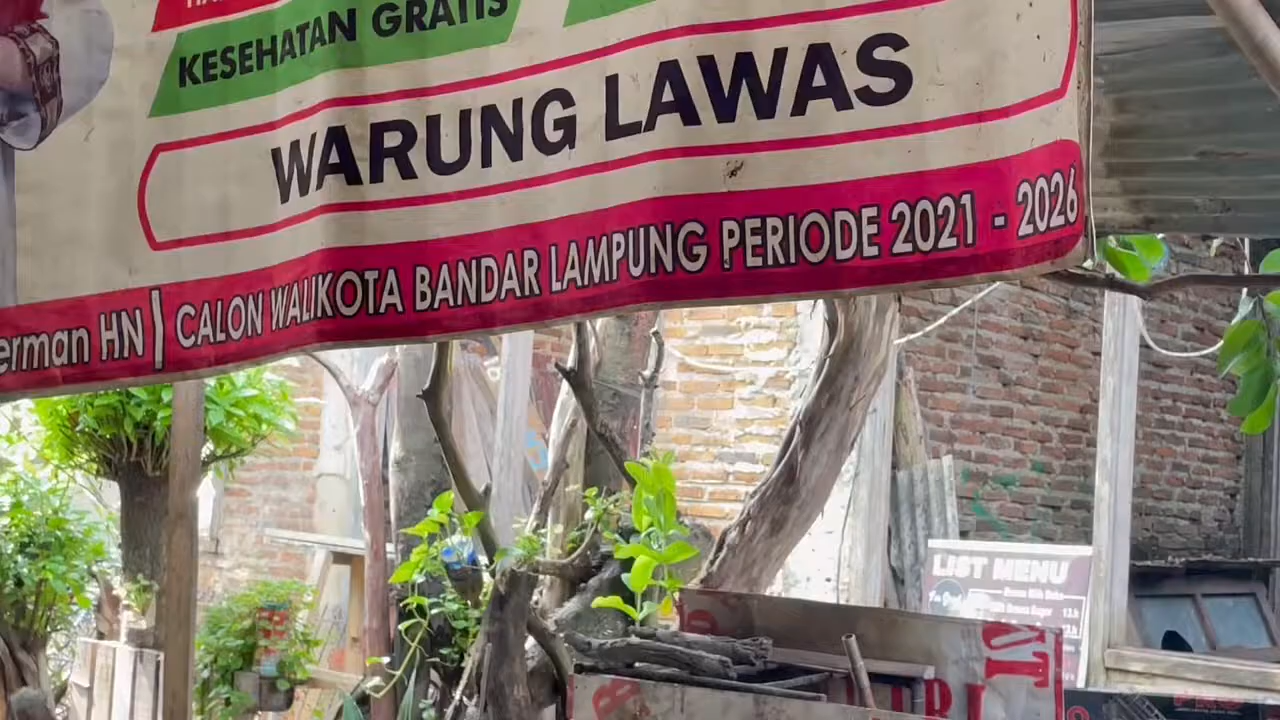 KESEHATAN GRATIS
WARUNG LAWAS
erman HN | CALON WALIKOTA BANDAR LAMPUNG PERIODE 2021 - 2026
LIST MENU